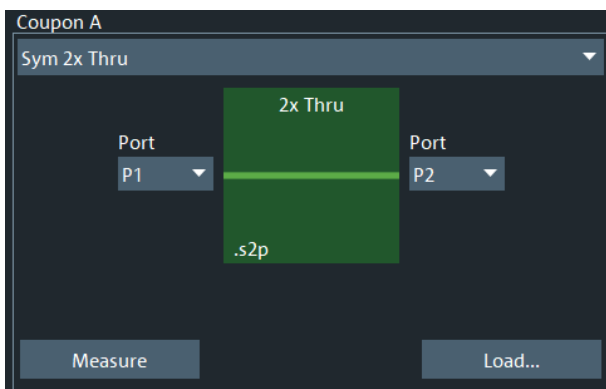 Coupon A
Sym 2x Thru
2x Thru
Port
Port
P1
P2
.s2p
Measure
Load...